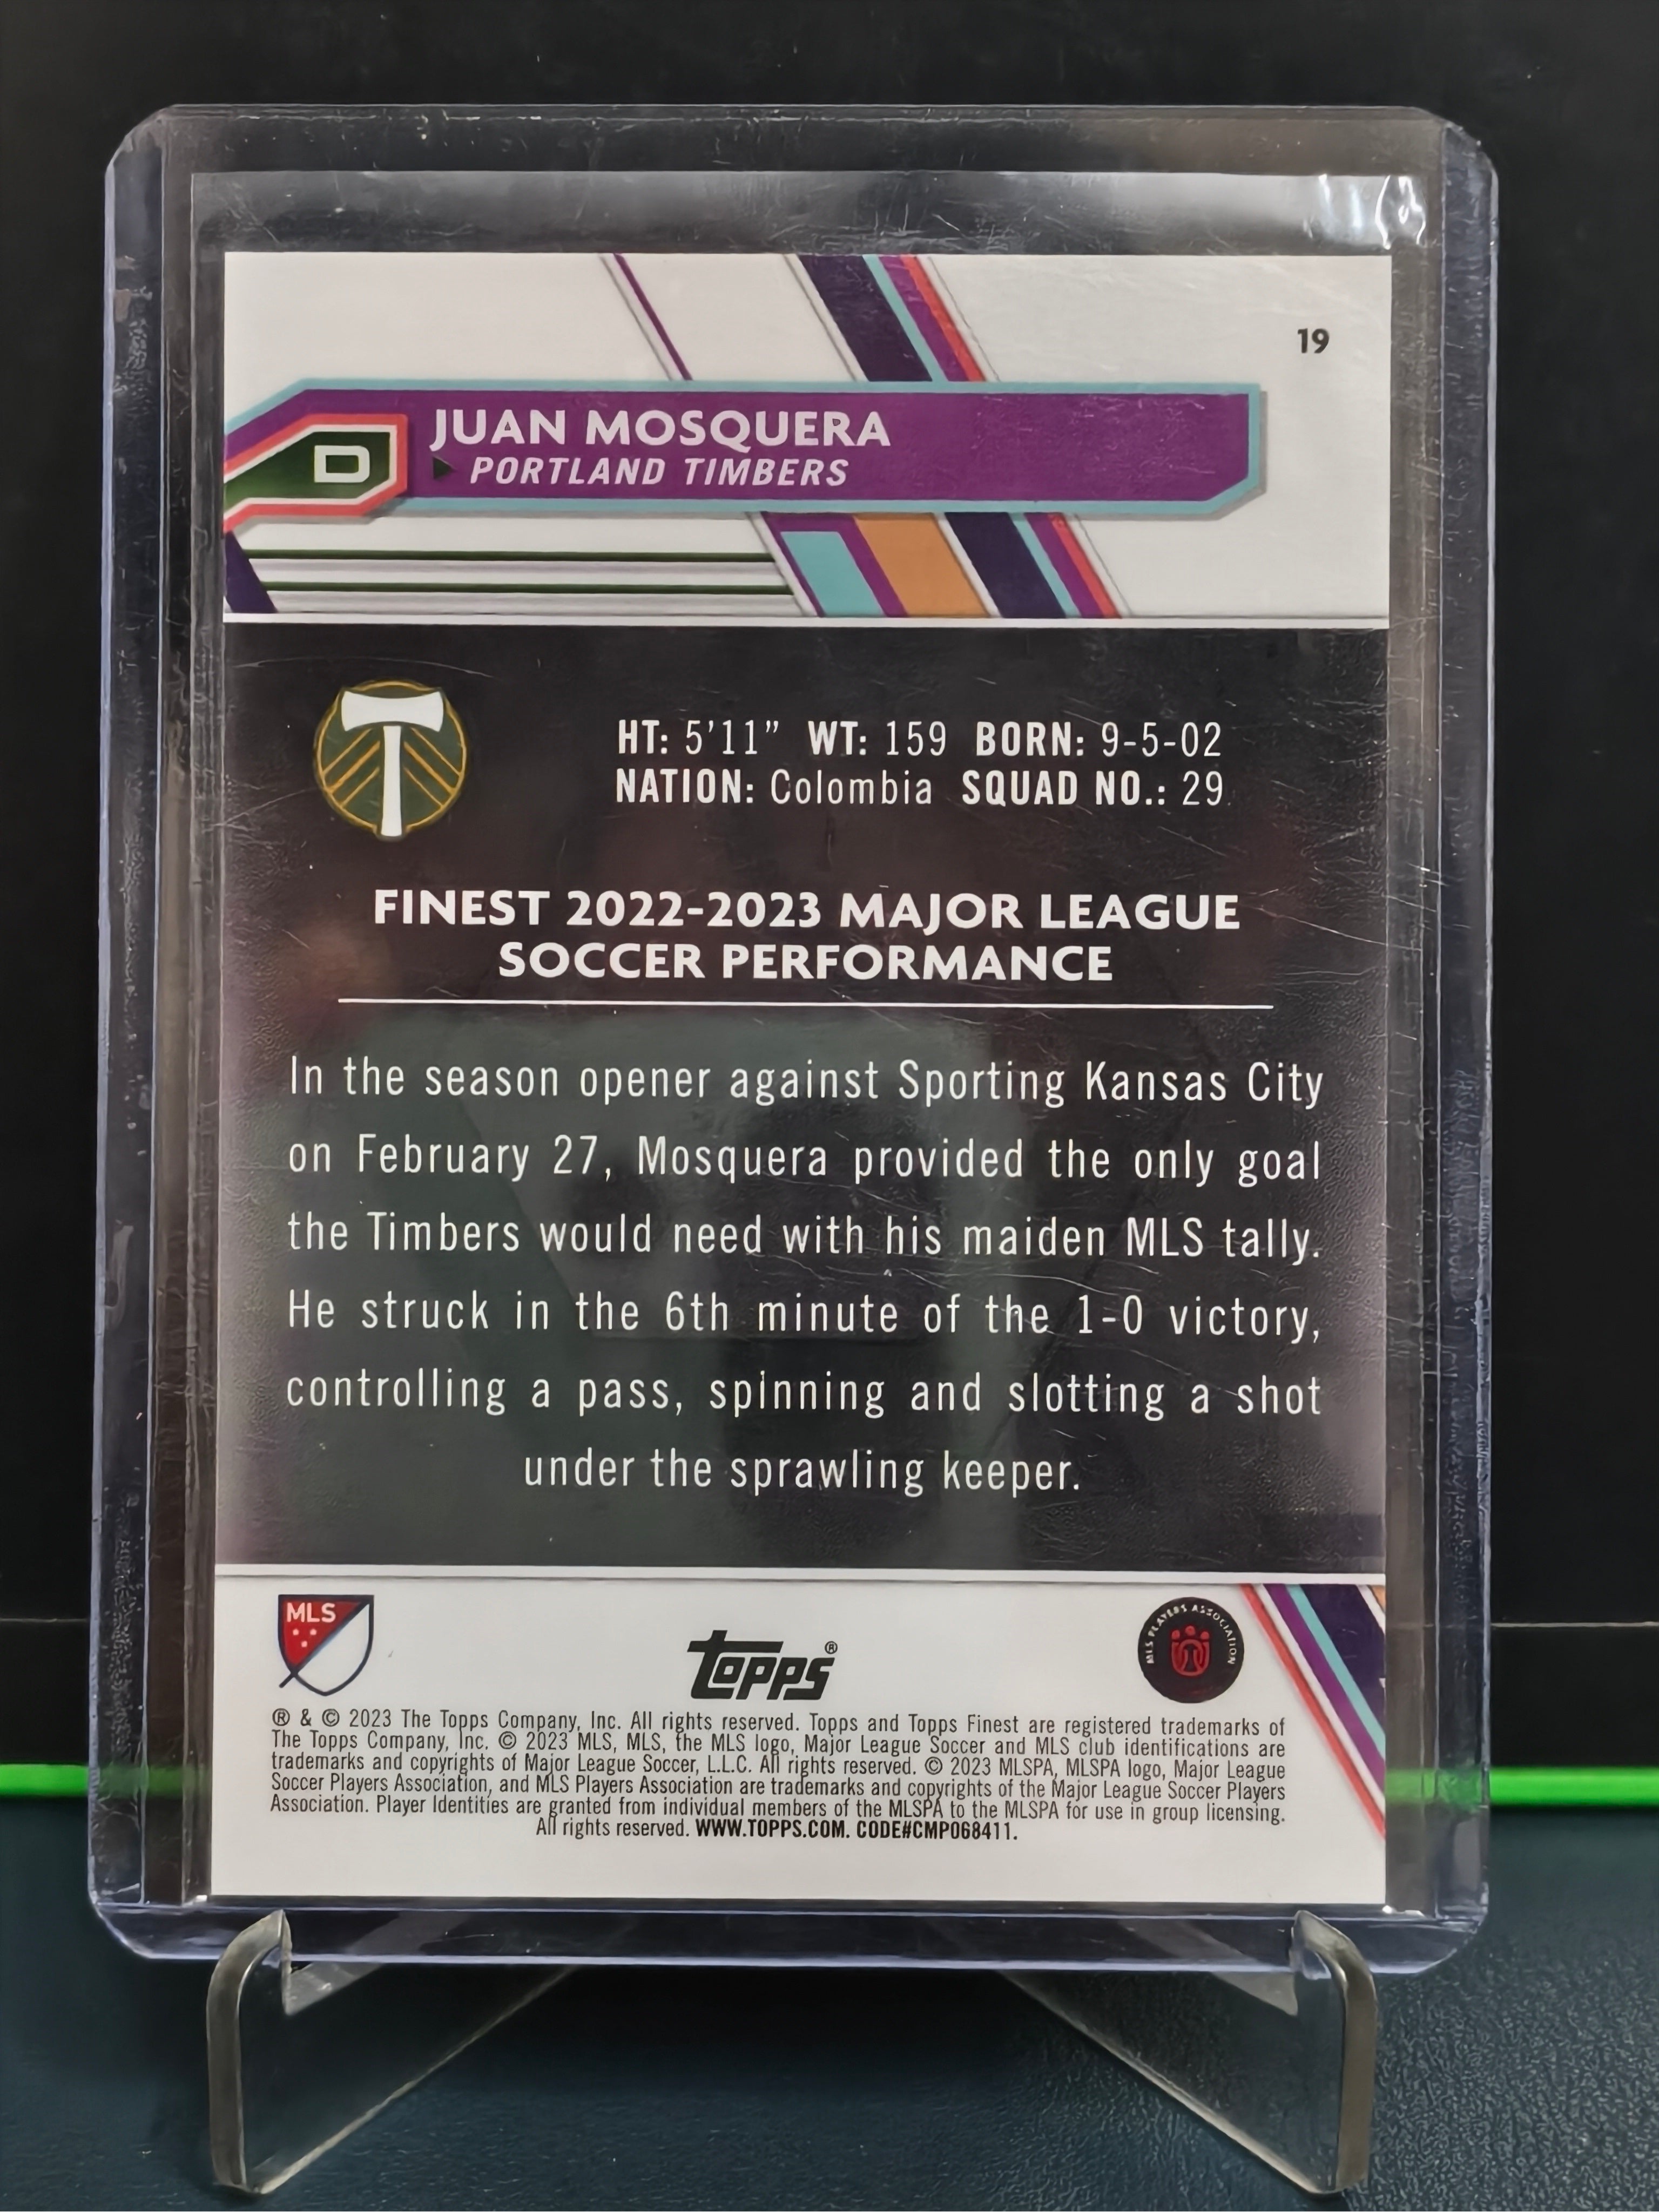 19
JUAN MOSQUERA
D
PORTLAND TIMBERS
HT: 5'11" WT: 159 BORN: 9-5-02
NATION: Colombia SQUAD NO.: 29
FINEST 2022-2023 MAJOR LEAGUE
SOCCER PERFORMANCE
In the season opener against Sporting Kansas City
on February 27, Mosquera provided the only goal
the Timbers would need with his maiden MLS tally.
He struck in the 6th minute of the 1-0 victory,
controlling a pass, spinning and slotting a shot
under the sprawling keeper.
MLS
topps®
MLS PLAYERS ASSOCIATION
® & © 2023 The Topps Company, Inc. All rights reserved. Topps and Topps Finest are registered trademarks of
The Topps Company, Inc. © 2023 MLS, MLS, the MLS logo, Major League Soccer and MLS club identifications are
trademarks and copyrights of Major League Soccer, L.L.C. All rights reserved. © 2023 MLSPA, MLSPA logo, Major League
Soccer Players Association, and MLS Players Association are trademarks and copyrights of the Major League Soccer Players
Association. Player Identities are granted from individual members of the MLSPA to the MLSPA for use in group licensing.
All rights reserved. WWW.TOPPS.COM. CODE#CMP068411.